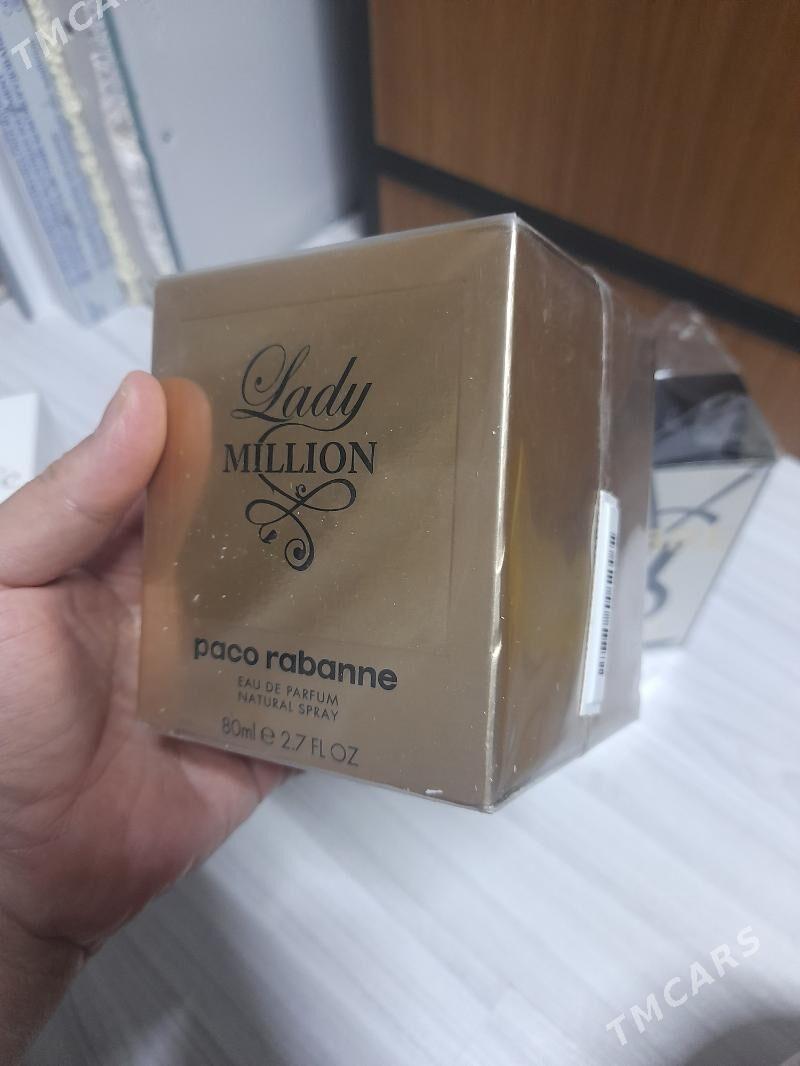 TMCARS
Lady
MILLION
paco rabanne
EAU DE PARFUM
NATURAL SPRAY
80ml e 2.7 FL OZ
TMCARS